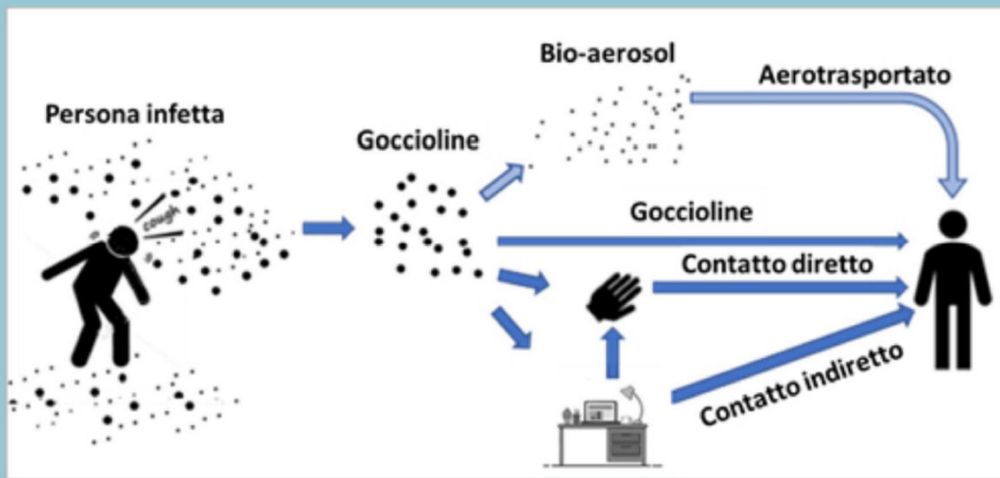 Bio-aerosol
Aerotrasportato
Persona infetta
Goccioline
cough
Goccioline
Contatto diretto
Contatto indiretto